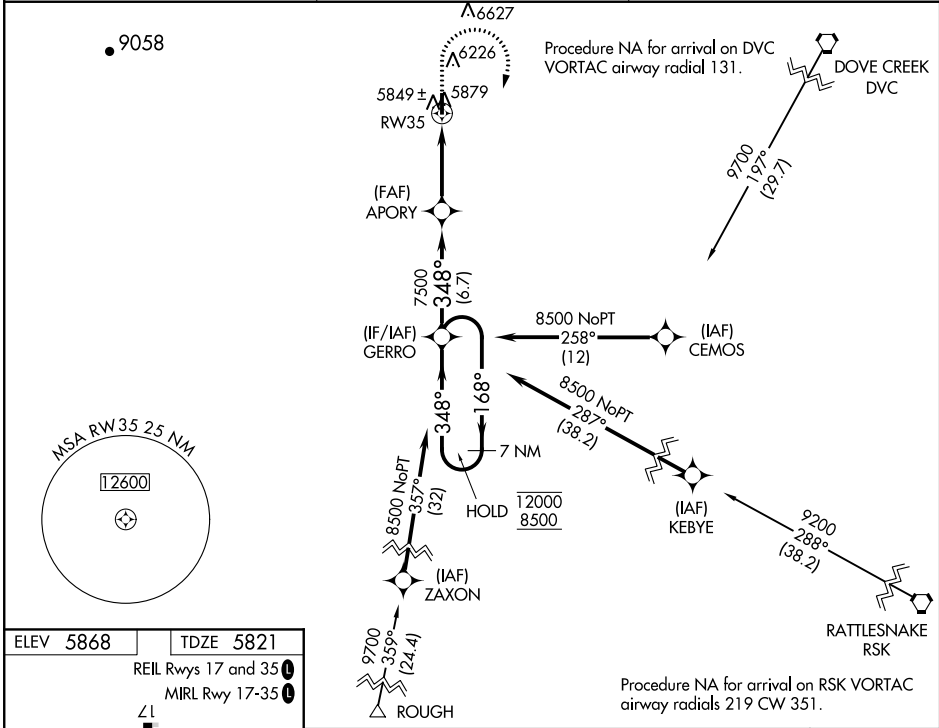 9058
6627
6226
5849 ±
5879
RW35
Procedure NA for arrival on DVC
VORTAC airway radial 131.
DOVE CREEK
DVC
9700
197°
(29.7)
(FAF)
APORY
7500
348°
(6.7)
(IF/IAF)
GERRO
8500 NoPT
258°
(12)
(IAF)
CEMOS
348°
168°
7 NM
HOLD
12000
8500
8500 NoPT
287°
(38.2)
(IAF)
KEBYE
9200
288°
(38.2)
RATTLESNAKE
RSK
8500 NoPT
357°
(32)
(IAF)
ZAXON
9700
359°
(24.4)
ROUGH
MSA RW35 25 NM
12600
Procedure NA for arrival on RSK VORTAC
airway radials 219 CW 351.
ELEV 5868
TDZE 5821
REIL Rwys 17 and 35 L
MIRL Rwy 17-35 L
17